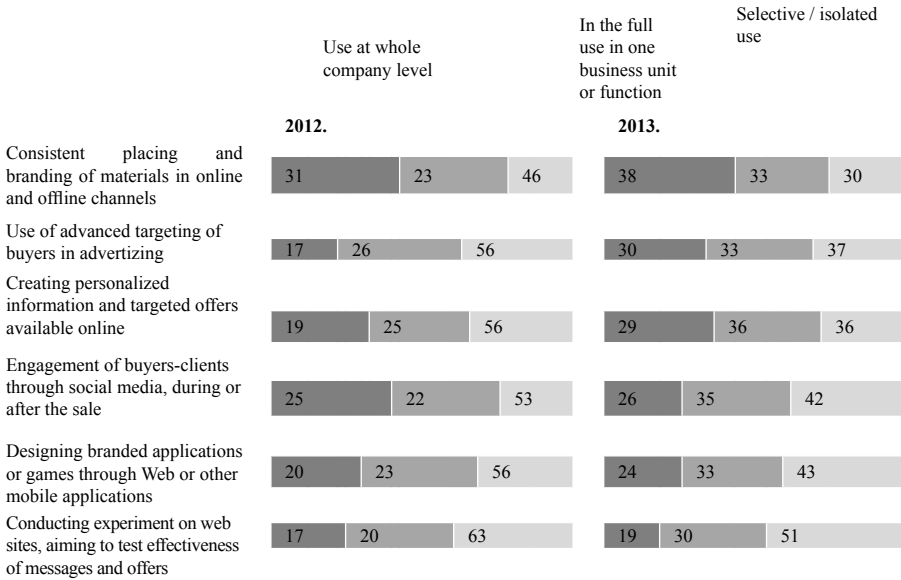 Use at whole
company level
In the full
use in one
business unit
or function
Selective / isolated
use
2012.
2013.
Consistent placing and
branding of materials in online
and offline channels
31 23 46
38 33 30
Use of advanced targeting of
buyers in advertizing
17 26 56
30 33 37
Creating personalized
information and targeted offers
available online
19 25 56
29 36 36
Engagement of buyers-clients
through social media, during or
after the sale
25 22 53
26 35 42
Designing branded applications
or games through Web or other
mobile applications
20 23 56
24 33 43
Conducting experiment on web
sites, aiming to test effectiveness
of messages and offers
17 20 63
19 30 51